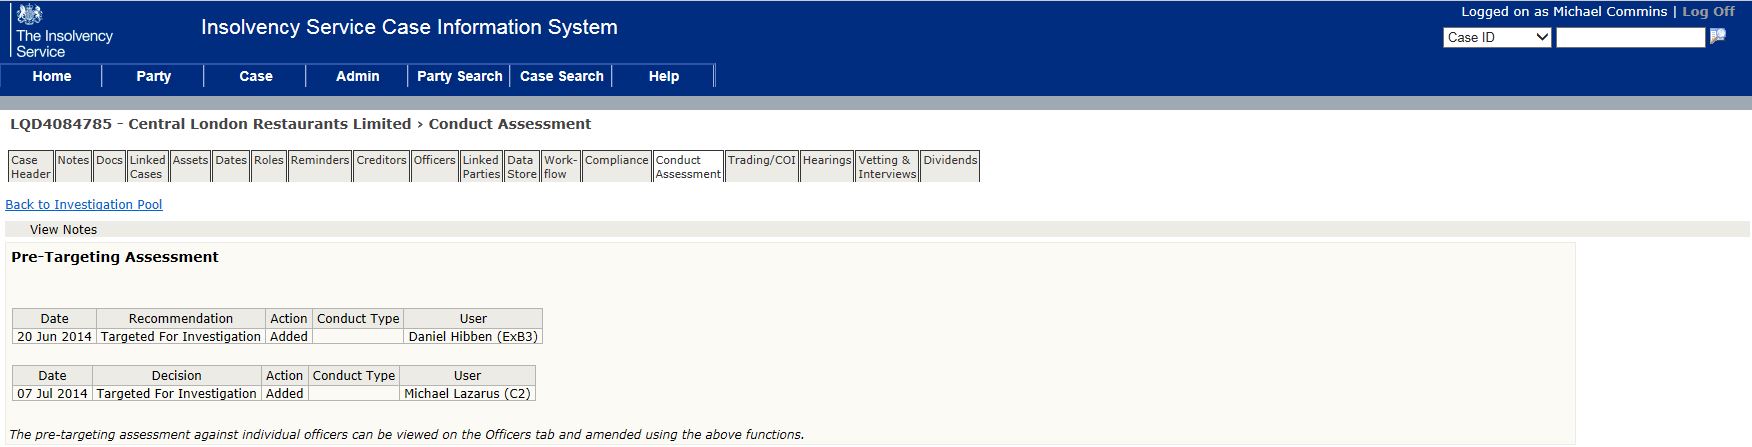 The Insolvency
Service
Insolvency Service Case Information System
Logged on as Michael Commins | Log Off
Case ID
Home Party Case Admin Party Search Case Search Help
LQD4084785 - Central London Restaurants Limited › Conduct Assessment
Case Header Notes Docs Linked Cases Assets Dates Roles Reminders Creditors Officers Linked Parties Data Store Work-flow Compliance Conduct Assessment Trading/COI Hearings Vetting & Interviews Dividends
Back to Investigation Pool
View Notes
Pre-Targeting Assessment
Date Recommendation Action Conduct Type User
20 Jun 2014 Targeted For Investigation Added Daniel Hibben (ExB3)
Date Decision Action Conduct Type User
07 Jul 2014 Targeted For Investigation Added Michael Lazarus (C2)
The pre-targeting assessment against individual officers can be viewed on the Officers tab and amended using the above functions.